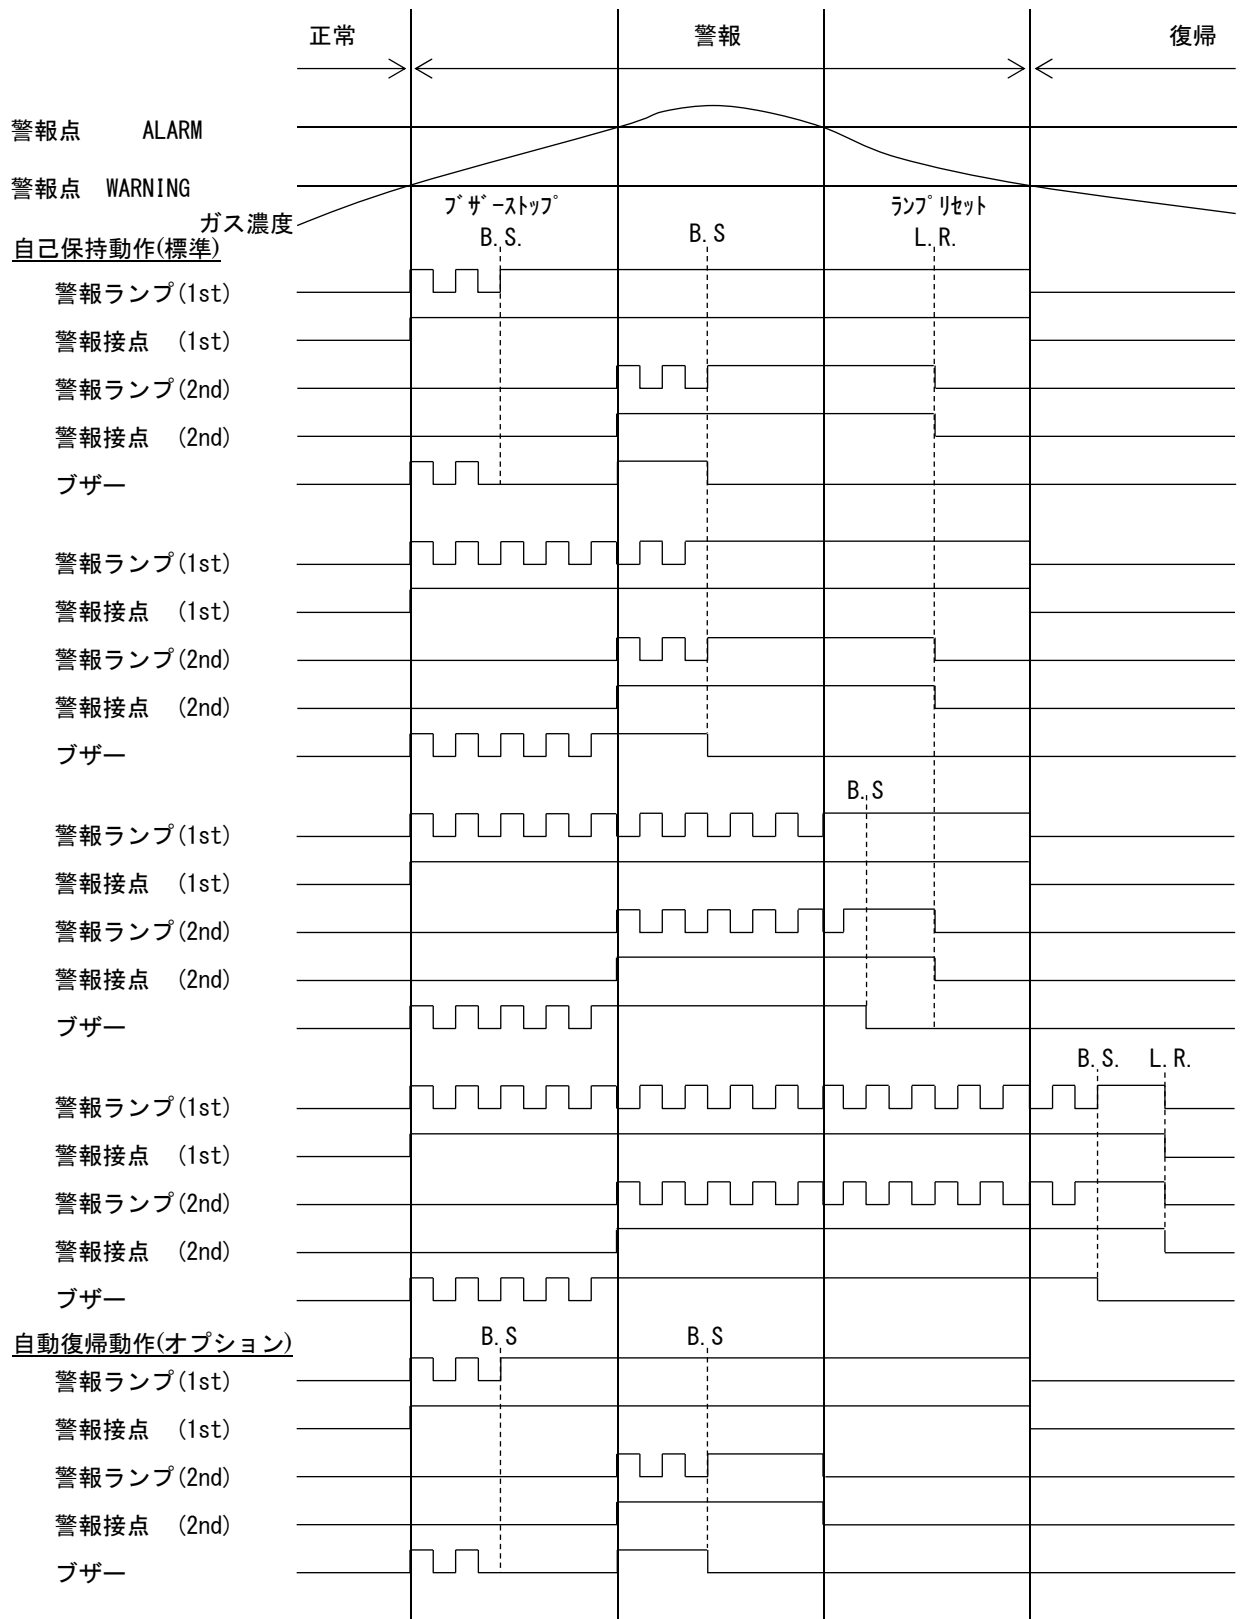 正常 警報 復帰
警報点 ALARM
警報点 WARNING
ガス濃度
ブザーストップ ランプリセット
自己保持動作(標準) B.S. B.S L.R.
警報ランプ(1st)
警報接点 (1st)
警報ランプ(2nd)
警報接点 (2nd)
ブザー
警報ランプ(1st)
警報接点 (1st)
警報ランプ(2nd)
警報接点 (2nd)
ブザー
B.S
警報ランプ(1st)
警報接点 (1st)
警報ランプ(2nd)
警報接点 (2nd)
ブザー
B.S. L.R.
警報ランプ(1st)
警報接点 (1st)
警報ランプ(2nd)
警報接点 (2nd)
ブザー
自動復帰動作(オプション) B.S B.S
警報ランプ(1st)
警報接点 (1st)
警報ランプ(2nd)
警報接点 (2nd)
ブザー